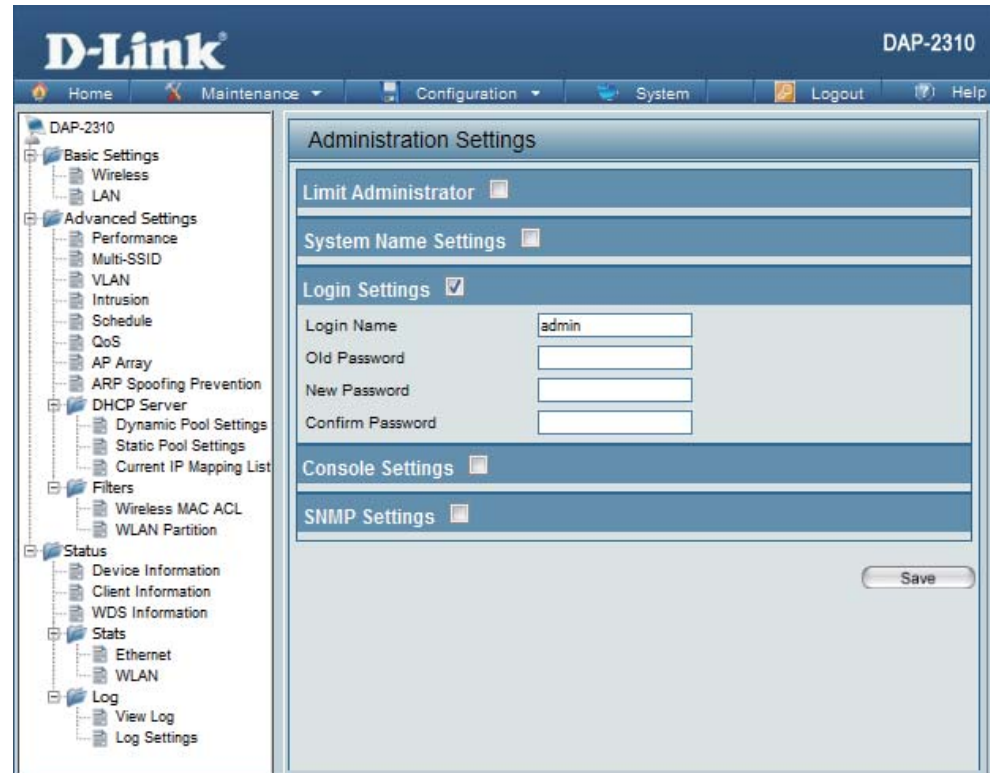 D-Link
DAP-2310
Home Maintenance Configuration System Logout Help
DAP-2310
Basic Settings
Wireless
LAN
Advanced Settings
Performance
Multi-SSID
VLAN
Intrusion
Schedule
QoS
AP Array
ARP Spoofing Prevention
DHCP Server
Dynamic Pool Settings
Static Pool Settings
Current IP Mapping List
Filters
Wireless MAC ACL
WLAN Partition
Status
Device Information
Client Information
WDS Information
Stats
Ethernet
WLAN
Log
View Log
Log Settings
Administration Settings
Limit Administrator
System Name Settings
Login Settings
Login Name admin
Old Password
New Password
Confirm Password
Console Settings
SNMP Settings
Save